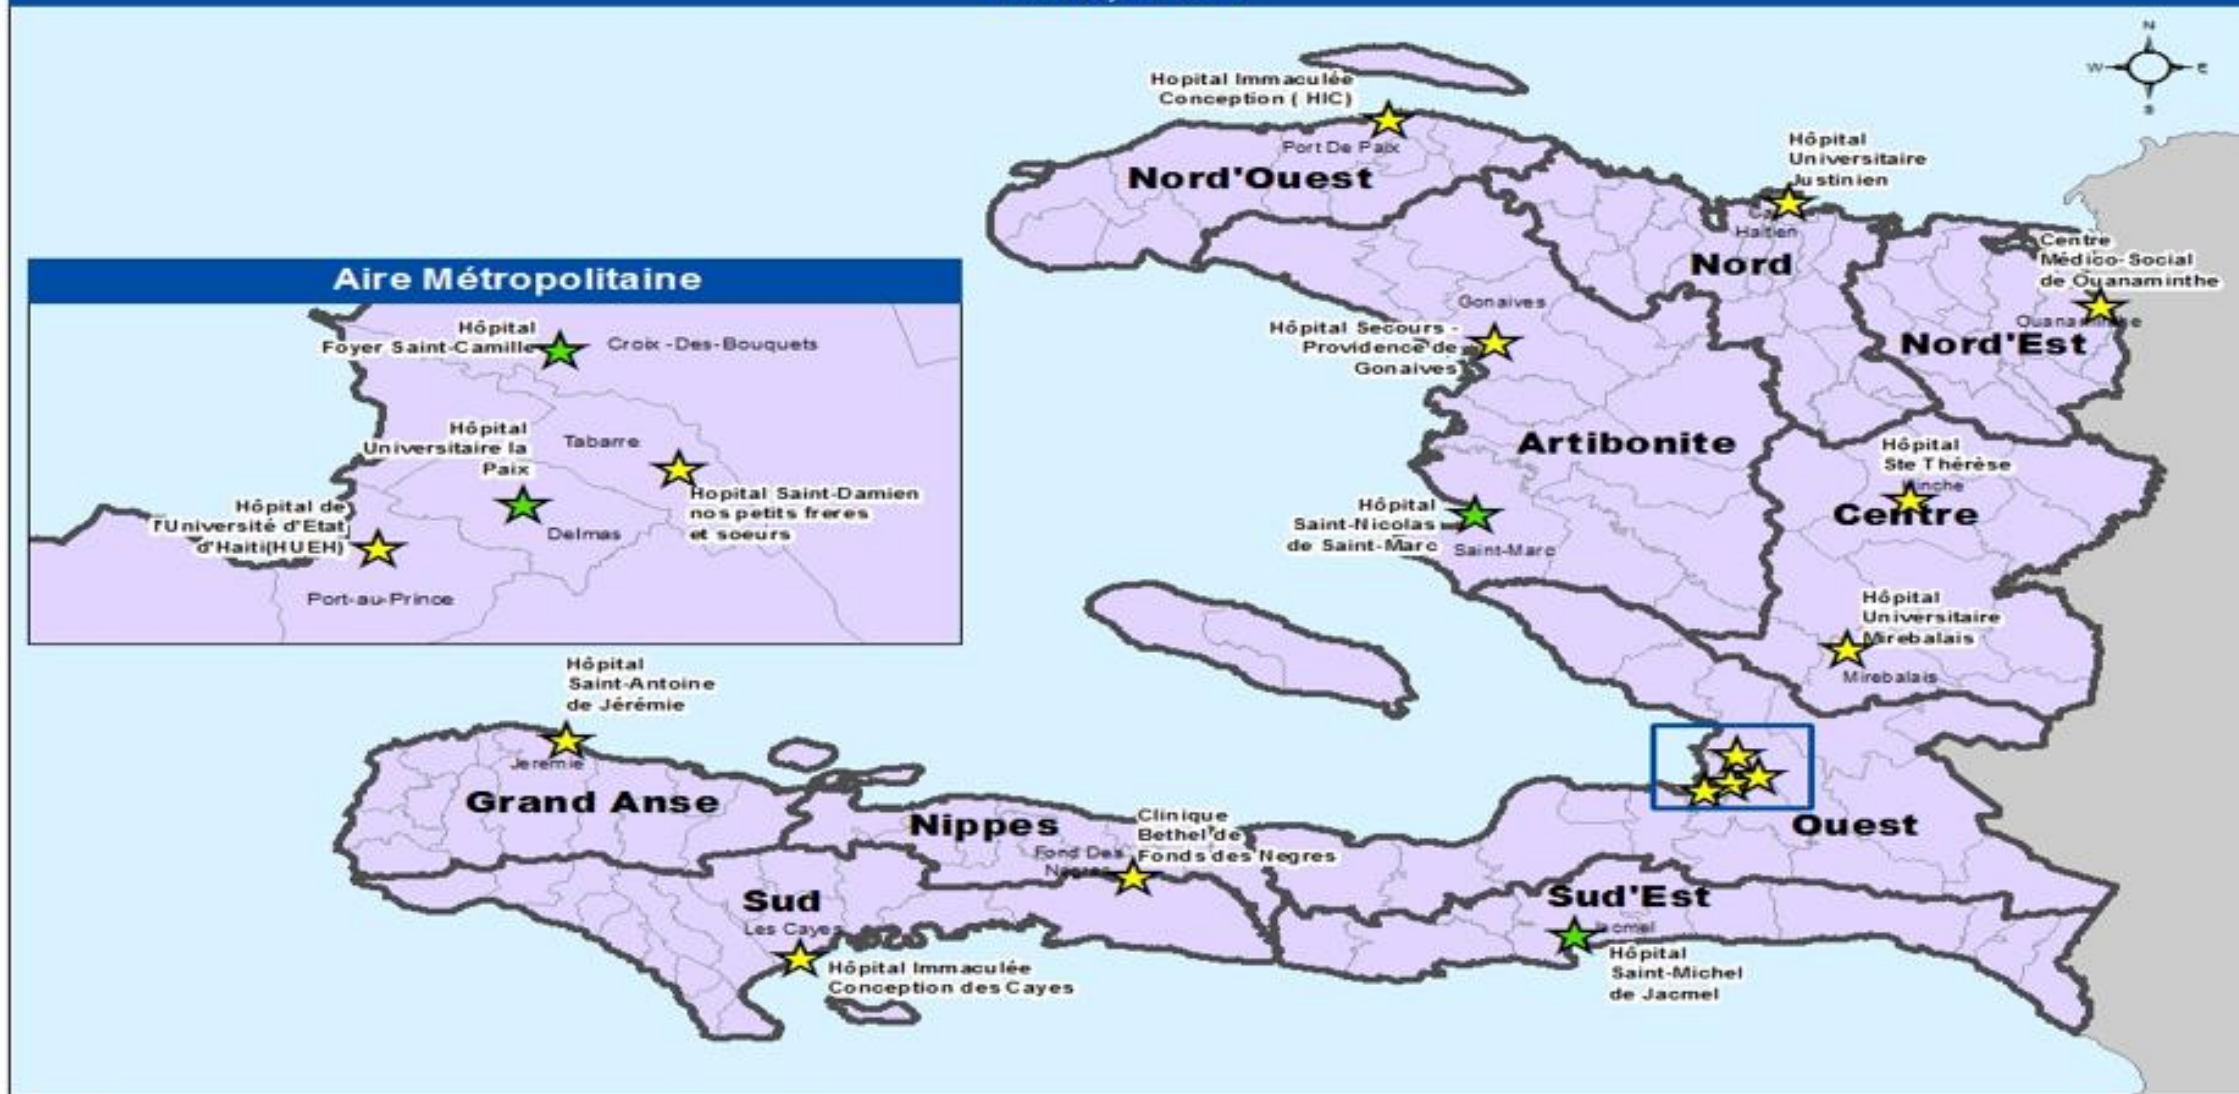 N
W
E
S
Hopital Immaculée
Conception ( HIC)
Port De Paix
Nord'Ouest
Hôpital
Universitaire
Justinien
Haïtien
Nord
Centre
Médico-Social
de Ouanaminthe
Nord'Est
Gonaives
Hôpital Secours -
Providence de
Gonaives
Artibonite
Hôpital
Ste Thérèse
Centre
Hôpital
Saint-Nicolas
de Saint-Marc
Saint-Marc
Hôpital
Universitaire
Mirebalais
Mirebalais
Aire Métropolitaine
Hôpital
Foyer Saint-Camille
Croix -Des-Bouquets
Hôpital
Universitaire la
Paix
Tabarre
Hopital Saint-Damien
nos petits freres
et soeurs
Hôpital de
l'Université d'Etat
d'Haiti(HUEH)
Delmas
Port-au-Prince
Hôpital
Saint-Antoine
de Jérémie
Jeremie
Grand Anse
Nippes
Clinique
Bethel de
Fonds des Negres
Fond Des
Negres
Ouest
Sud
Les Cayes
Hôpital Immaculée
Conception des Cayes
Sud'Est
Jacmel
Hôpital
Saint-Michel
de Jacmel